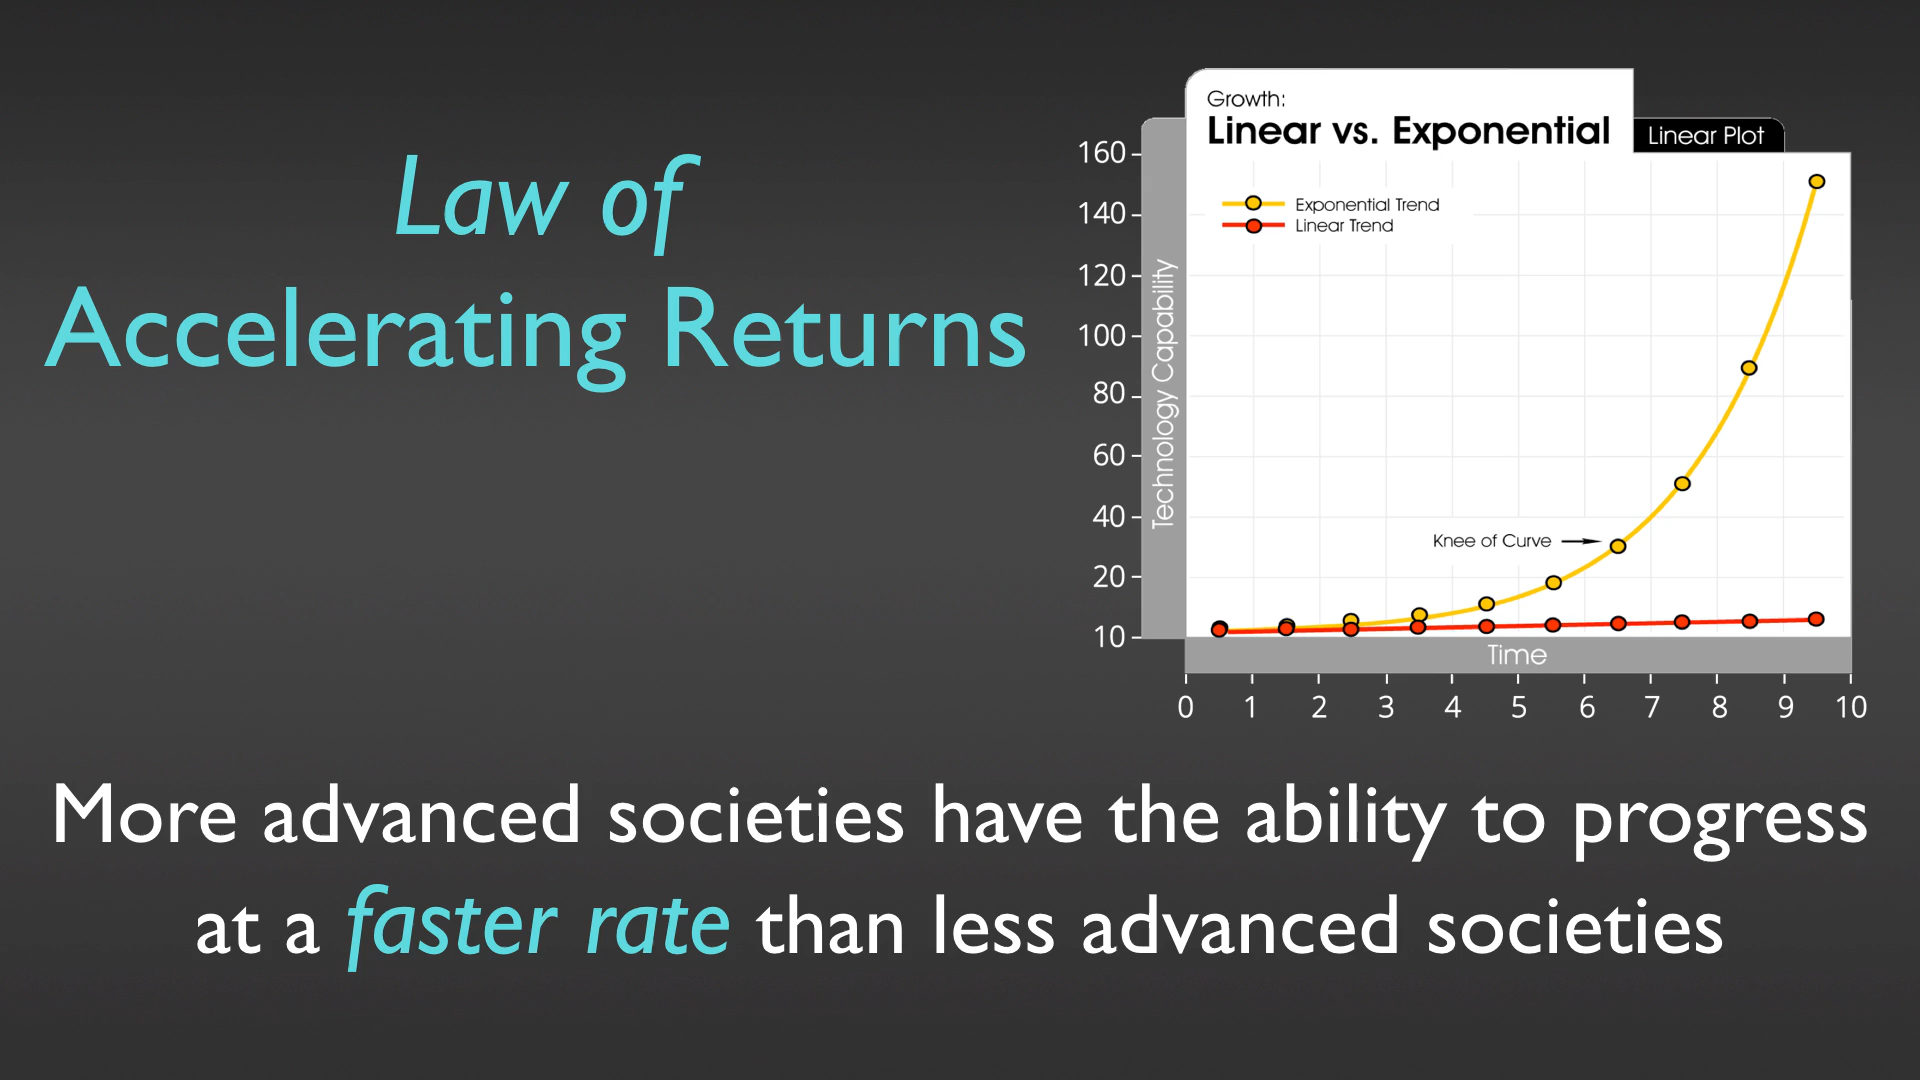 Law of
Accelerating Returns
Growth:
Linear vs. Exponential
Linear Plot
Exponential Trend
Linear Trend
Knee of Curve
Technology Capability
160
140
120
100
80
60
40
20
10
Time
0 1 2 3 4 5 6 7 8 9 10
More advanced societies have the ability to progress
at a faster rate than less advanced societies